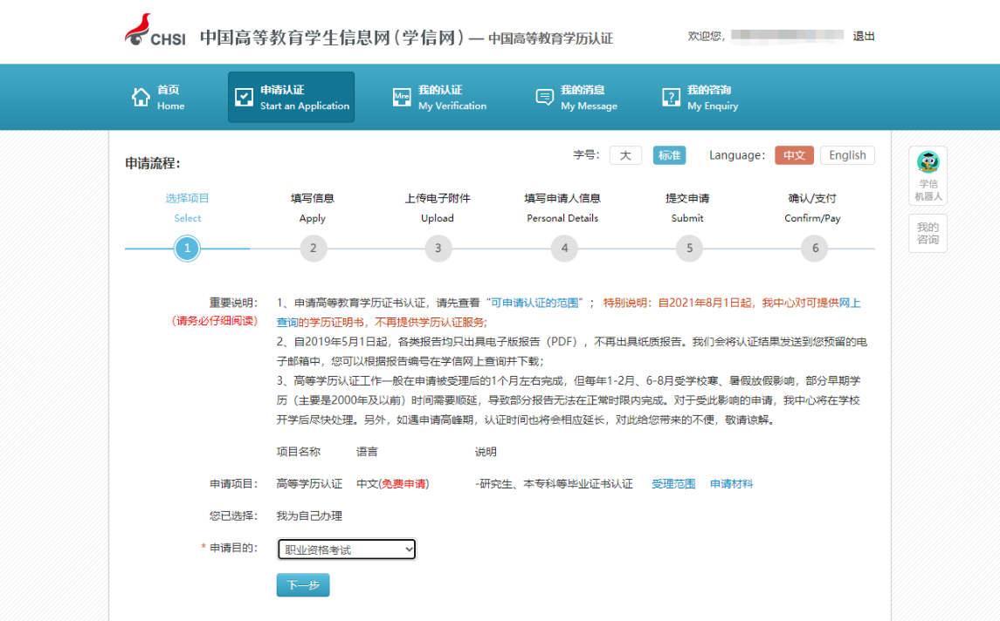 CHSI 中国高等教育学生信息网(学信网) — 中国高等教育学历认证
欢迎您, 退出
首页
Home
申请认证
Start an Application
Mine
我的认证
My Verification
我的消息
My Message
?
我的咨询
My Enquiry
申请流程：
字号： 大 标准 Language： 中文 English
选择项目 填写信息 上传电子附件 填写申请人信息 提交申请 确认/支付
Select Apply Upload Personal Details Submit Confirm/Pay
1 2 3 4 5 6
学信
机器人
我的
咨询
重要说明：
（请务必仔细阅读）
1、申请高等教育学历证书认证，请先查看“可申请认证的范围”； 特别说明：自2021年8月1日起，我中心对可提供网上
查询的学历证明书，不再提供学历认证服务;
2、自2019年5月1日起，各类报告均只出具电子版报告（PDF），不再出具纸质报告。我们会将认证结果发送到您预留的电
子邮箱中，您可以根据报告编号在学信网上查询并下载；
3、高等学历认证工作一般在申请被受理后的1个月左右完成，但每年1-2月、6-8月受学校寒、暑假放假影响，部分早期学
历（主要是2000年及以前）时间需要顺延，导致部分报告无法在正常时限内完成。对于受此影响的申请，我中心将在学校
开学后尽快处理。另外，如遇申请高峰期，认证时间也将会相应延长，对此给您带来的不便，敬请谅解。
项目名称 语言 说明
申请项目： 高等学历认证 中文(免费申请) -研究生、本专科等毕业证书认证 受理范围 申请材料
您已选择： 我为自己办理
* 申请目的： 职业资格考试
下一步